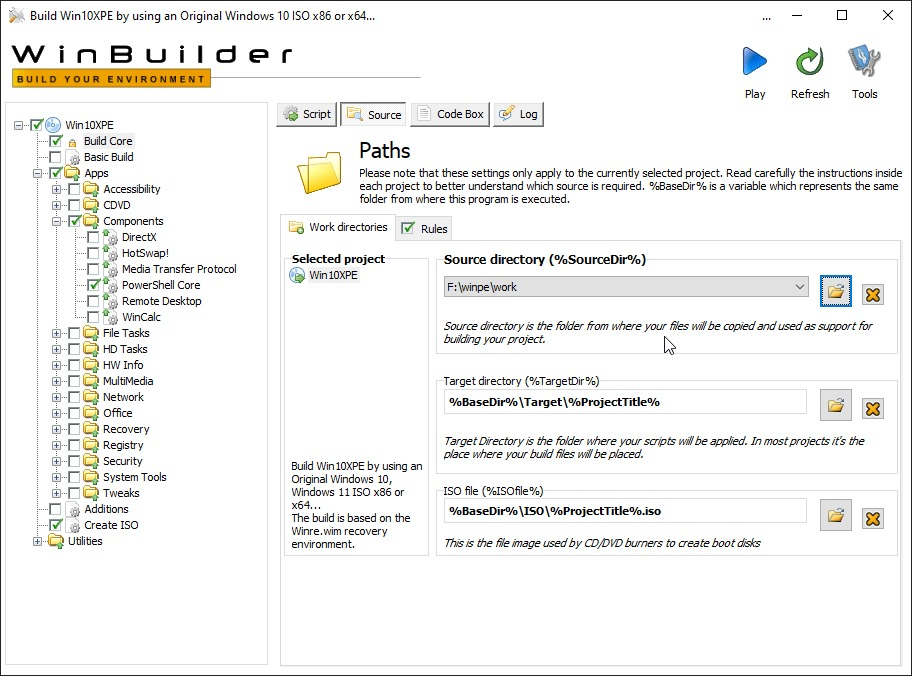 Build Win10XPE by using an Original Windows 10 ISO x86 or x64...
...
WinBuilder
BUILD YOUR ENVIRONMENT
Play
Refresh
Tools
Win10XPE
Build Core
Basic Build
Apps
Accessibility
CDVD
Components
DirectX
HotSwap!
Media Transfer Protocol
PowerShell Core
Remote Desktop
WinCalc
File Tasks
HD Tasks
HW Info
MultiMedia
Network
Office
Recovery
Registry
Security
System Tools
Tweaks
Additions
Create ISO
Utilities
Script
Source
Code Box
Log
Paths
Please note that these settings only apply to the currently selected project. Read carefully the instructions inside
each project to better understand which source is required. %BaseDir% is a variable which represents the same
folder from where this program is executed.
Work directories
Rules
Selected project
Win10XPE
Build Win10XPE by using an
Original Windows 10,
Windows 11 ISO x86 or
x64...
The build is based on the
Winre.wim recovery
environment.
Source directory (%SourceDir%)
F:\winpe\work
Source directory is the folder from where your files will be copied and used as support for
building your project.
Target directory (%TargetDir%)
%BaseDir%\Target\%ProjectTitle%
Target Directory is the folder where your scripts will be applied. In most projects it's the
place where your build files will be placed.
ISO file (%ISOfile%)
%BaseDir%\ISO\%ProjectTitle%.iso
This is the file image used by CD/DVD burners to create boot disks